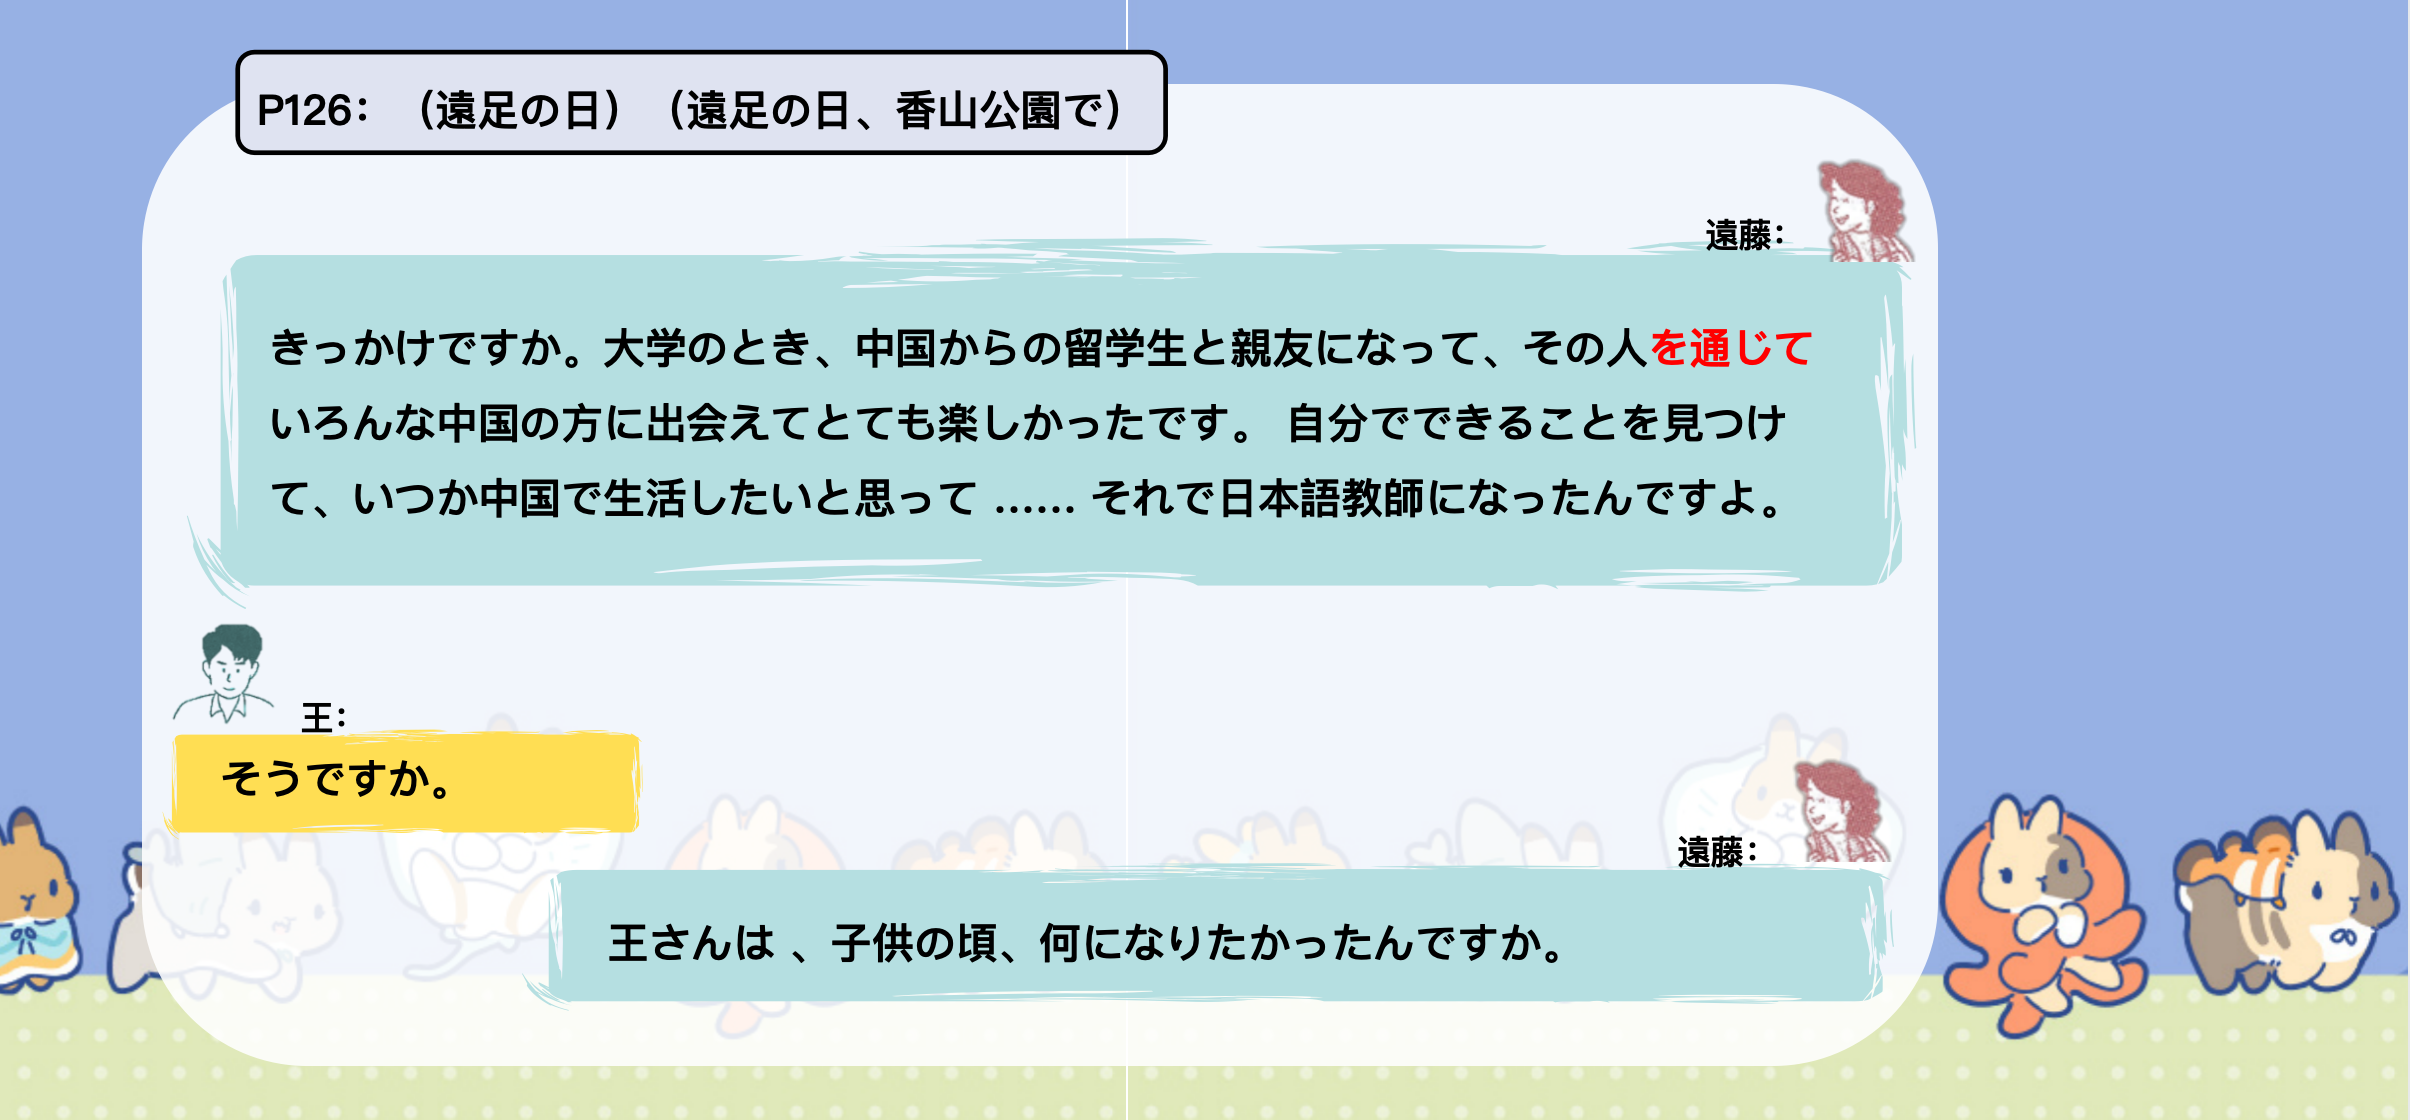 P126：（遠足の日）（遠足の日、香山公園で）
遠藤：
きっかけですか。大学のとき、中国からの留学生と親友になって、その人を通じて
いろんな中国の方に出会えてとても楽しかったです。 自分でできることを見つけ
て、いつか中国で生活したいと思って …… それで日本語教師になったんですよ。
王：
そうですか。
遠藤：
王さんは 、子供の頃、何になりたかったんですか。